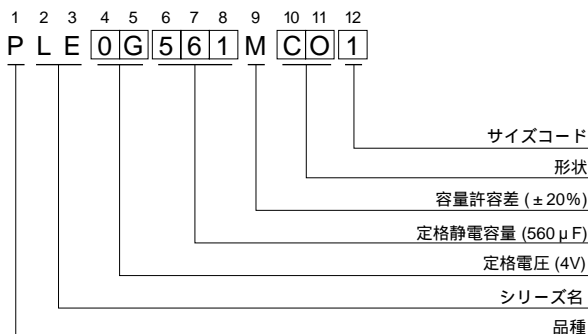 1 2 3 4 5 6 7 8 9 10 11 12
P L E 0 G 5 6 1 M C O 1
サイズコード
形状
容量許容差 (±20%)
定格静電容量 (560μF)
定格電圧 (4V)
シリーズ名
品種